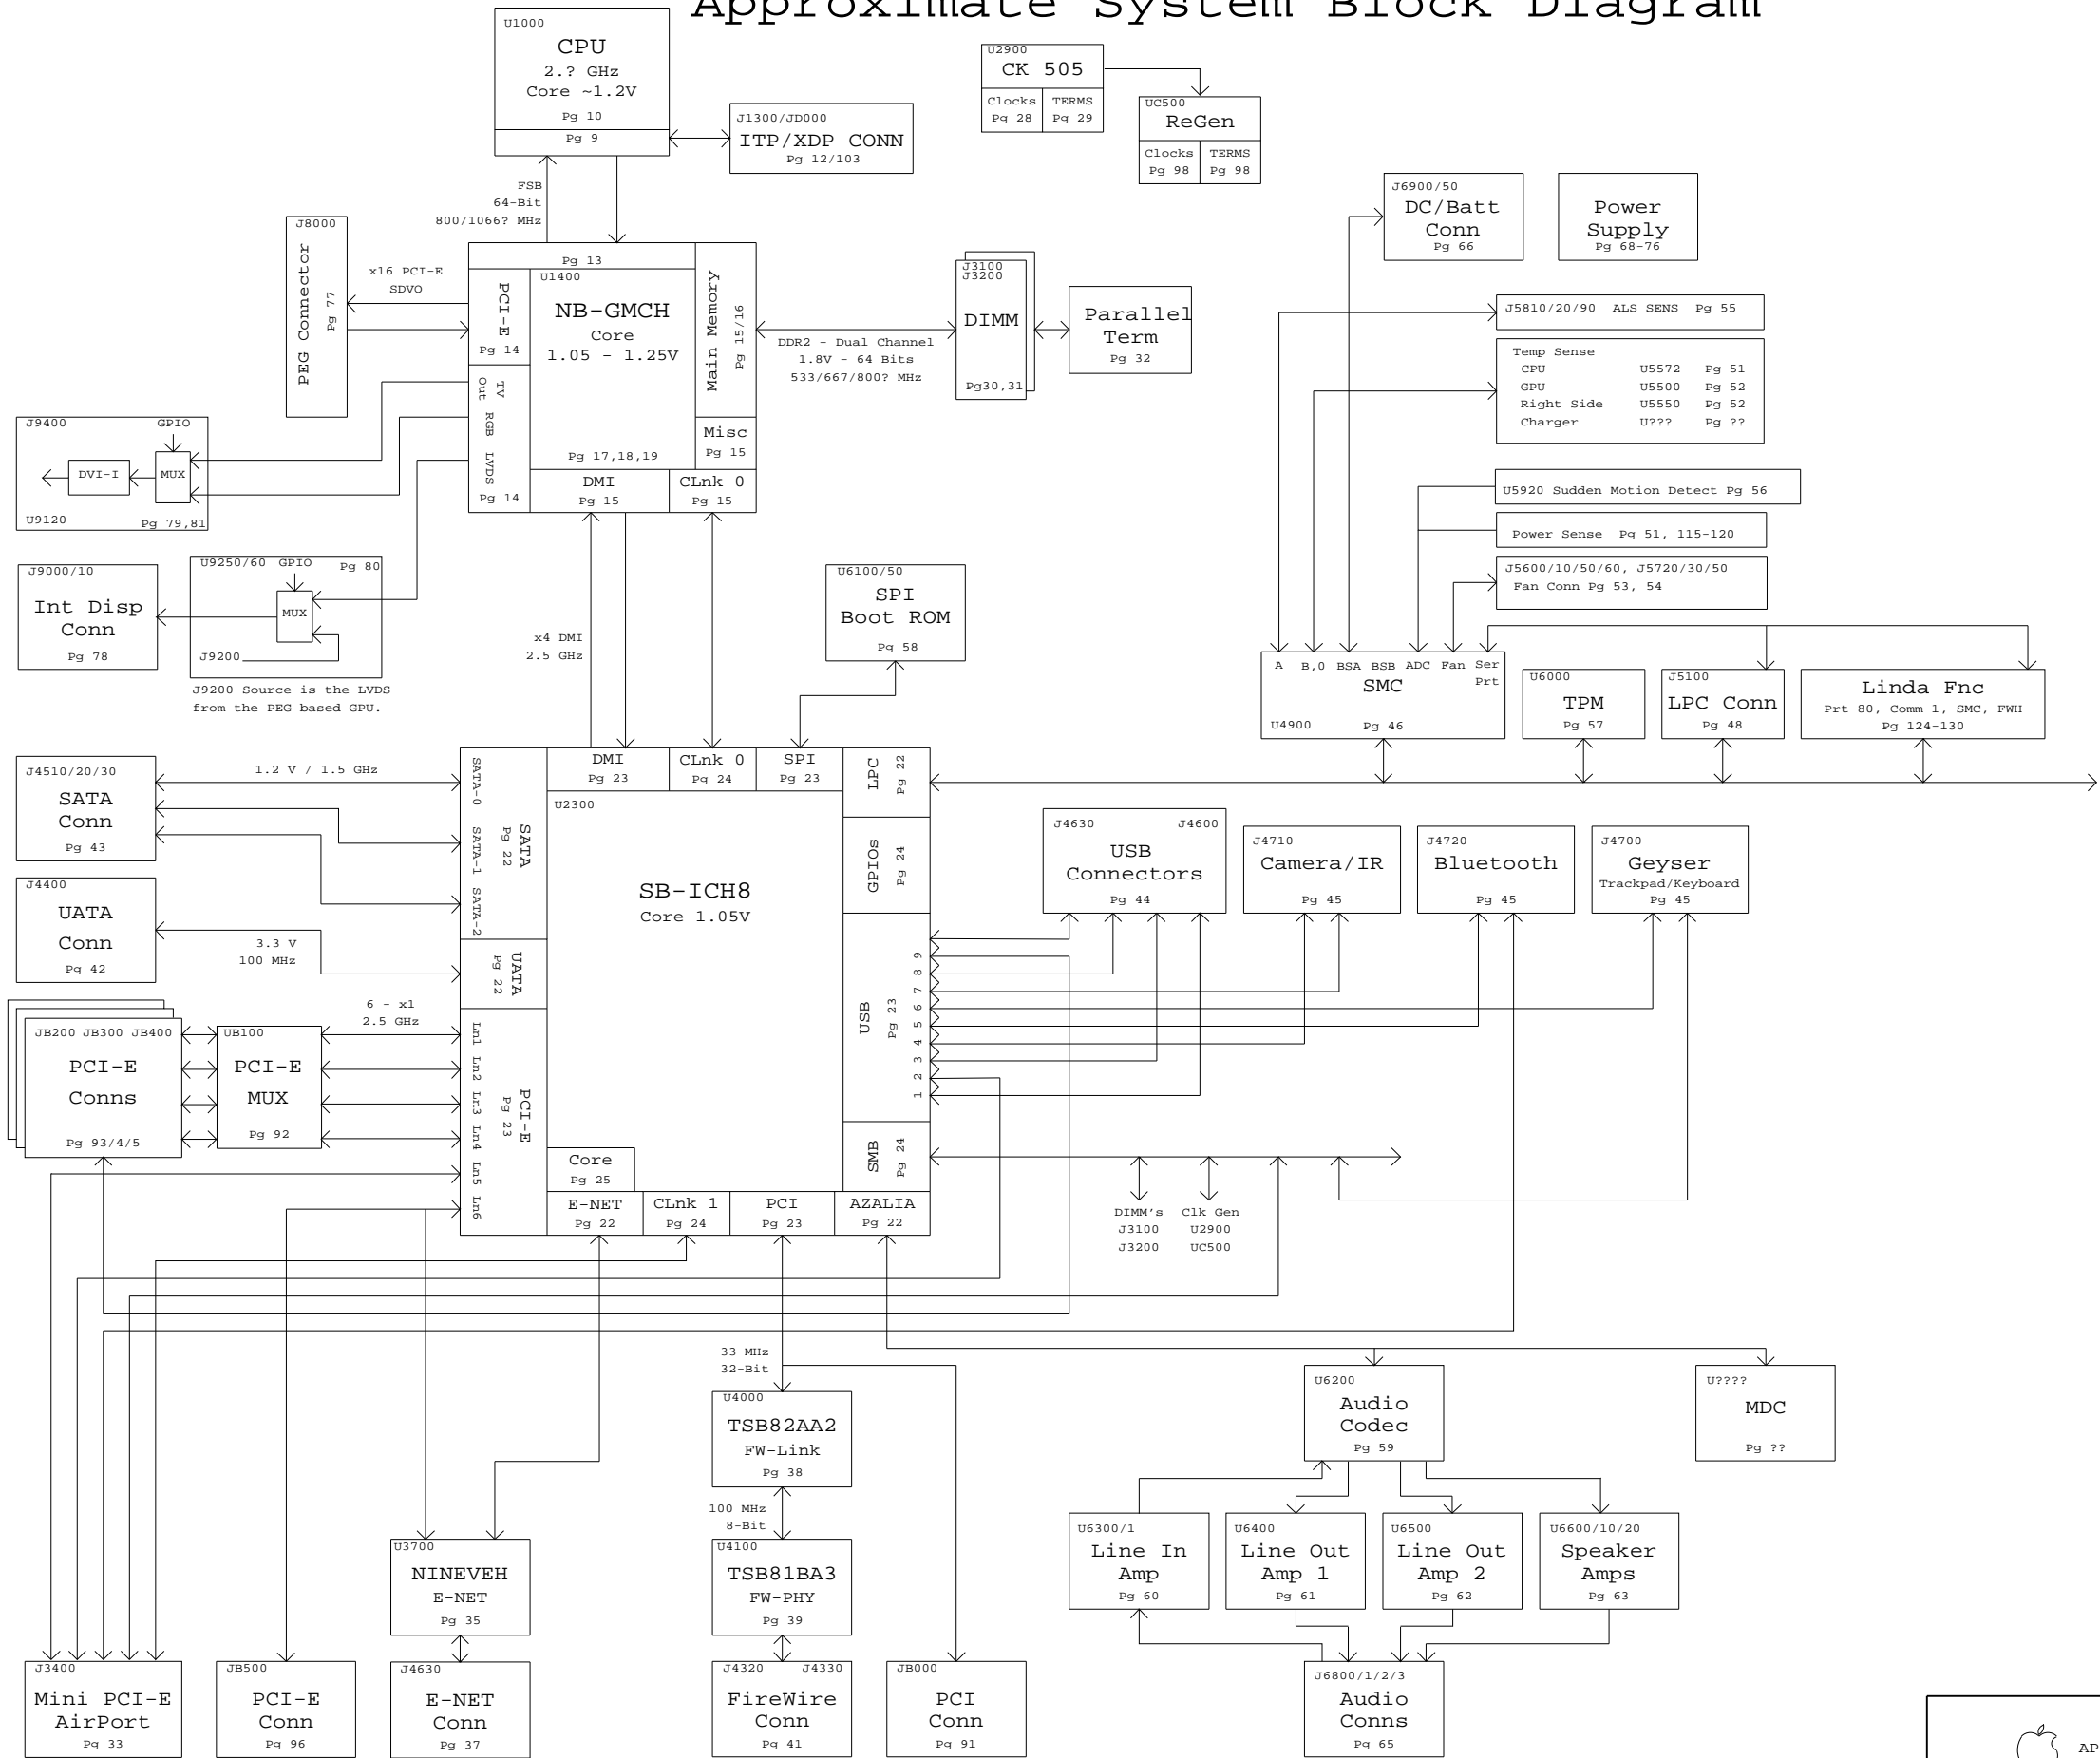 Approximate System Block Diagram
U1000
CPU
2.? GHz
Core ~1.2V
Pg 10
Pg 9
J1300/JD000
ITP/XDP CONN
Pg 12/103
U2900
CK 505
Clocks
Pg 28
TERMS
Pg 29
UC500
ReGen
Clocks
Pg 98
TERMS
Pg 98
FSB
64-Bit
800/1066? MHz
J6900/50
DC/Batt
Conn
Pg 66
Power
Supply
Pg 68-76
J8000
PEG Connector
Pg 77
x16 PCI-E
SDVO
Pg 13
U1400
NB-GMCH
Core
1.05 - 1.25V
Pg 17,18,19
PCI-E
Pg 14
TV
Out
RGB
LVDS
Pg 14
Main Memory
Pg 15/16
Misc
Pg 15
DMI
Pg 15
CLnk 0
Pg 15
DDR2 - Dual Channel
1.8V - 64 Bits
533/667/800? MHz
J3100
J3200
DIMM
Pg30,31
Parallel
Term
Pg 32
J5810/20/90 ALS SENS Pg 55
Temp Sense
CPU U5572 Pg 51
GPU U5500 Pg 52
Right Side U5550 Pg 52
Charger U??? Pg ??
U5920 Sudden Motion Detect Pg 56
Power Sense Pg 51, 115-120
J5600/10/50/60, J5720/30/50
Fan Conn Pg 53, 54
J9400
GPIO
DVI-I
MUX
U9120
Pg 79,81
J9000/10
Int Disp
Conn
Pg 78
U9250/60 GPIO Pg 80
MUX
J9200
J9200 Source is the LVDS
from the PEG based GPU.
x4 DMI
2.5 GHz
U6100/50
SPI
Boot ROM
Pg 58
A B,0 BSA BSB ADC Fan Ser
Prt
SMC
U4900 Pg 46
U6000
TPM
Pg 57
J5100
LPC Conn
Pg 48
Linda Fnc
Prt 80, Comm 1, SMC, FWH
Pg 124-130
J4510/20/30
SATA
Conn
Pg 43
1.2 V / 1.5 GHz
J4400
UATA
Conn
Pg 42
3.3 V
100 MHz
JB200 JB300 JB400
PCI-E
Conns
Pg 93/4/5
UB100
PCI-E
MUX
Pg 92
6 - x1
2.5 GHz
SATA-0
SATA-1
SATA-2
SATA
Pg 22
UATA
Pg 22
Ln1
Ln2
Ln3
Ln4
Ln5
Ln6
PCI-E
Pg 23
DMI
Pg 23
CLnk 0
Pg 24
SPI
Pg 23
LPC
Pg 22
U2300
SB-ICH8
Core 1.05V
GPIOs
Pg 24
USB
Pg 23
9
8
7
6
5
4
3
2
1
SMB
Pg 24
Core
Pg 25
E-NET
Pg 22
CLnk 1
Pg 24
PCI
Pg 23
AZALIA
Pg 22
J4630 J4600
USB
Connectors
Pg 44
J4710
Camera/IR
Pg 45
J4720
Bluetooth
Pg 45
J4700
Geyser
Trackpad/Keyboard
Pg 45
DIMM's
J3100
J3200
Clk Gen
U2900
UC500
33 MHz
32-Bit
U4000
TSB82AA2
FW-Link
Pg 38
100 MHz
8-Bit
U4100
TSB81BA3
FW-PHY
Pg 39
U3700
NINEVEH
E-NET
Pg 35
U6200
Audio
Codec
Pg 59
U????
MDC
Pg ??
U6300/1
Line In
Amp
Pg 60
U6400
Line Out
Amp 1
Pg 61
U6500
Line Out
Amp 2
Pg 62
U6600/10/20
Speaker
Amps
Pg 63
J3400
Mini PCI-E
AirPort
Pg 33
JB500
PCI-E
Conn
Pg 96
J4630
E-NET
Conn
Pg 37
J4320 J4330
FireWire
Conn
Pg 41
JB000
PCI
Conn
Pg 91
J6800/1/2/3
Audio
Conns
Pg 65
AP